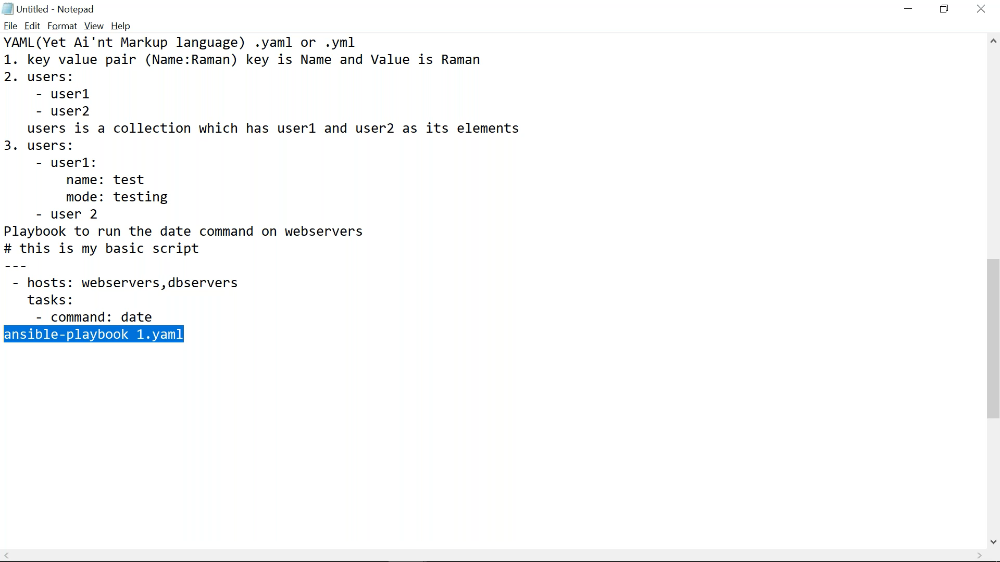 Untitled - Notepad
File Edit Format View Help
YAML(Yet Ai'nt Markup language) .yaml or .yml
1. key value pair (Name:Raman) key is Name and Value is Raman
2. users:
    - user1
    - user2
   users is a collection which has user1 and user2 as its elements
3. users:
    - user1:
        name: test
        mode: testing
    - user 2
Playbook to run the date command on webservers
# this is my basic script
---
 - hosts: webservers,dbservers
   tasks:
    - command: date
ansible-playbook 1.yaml